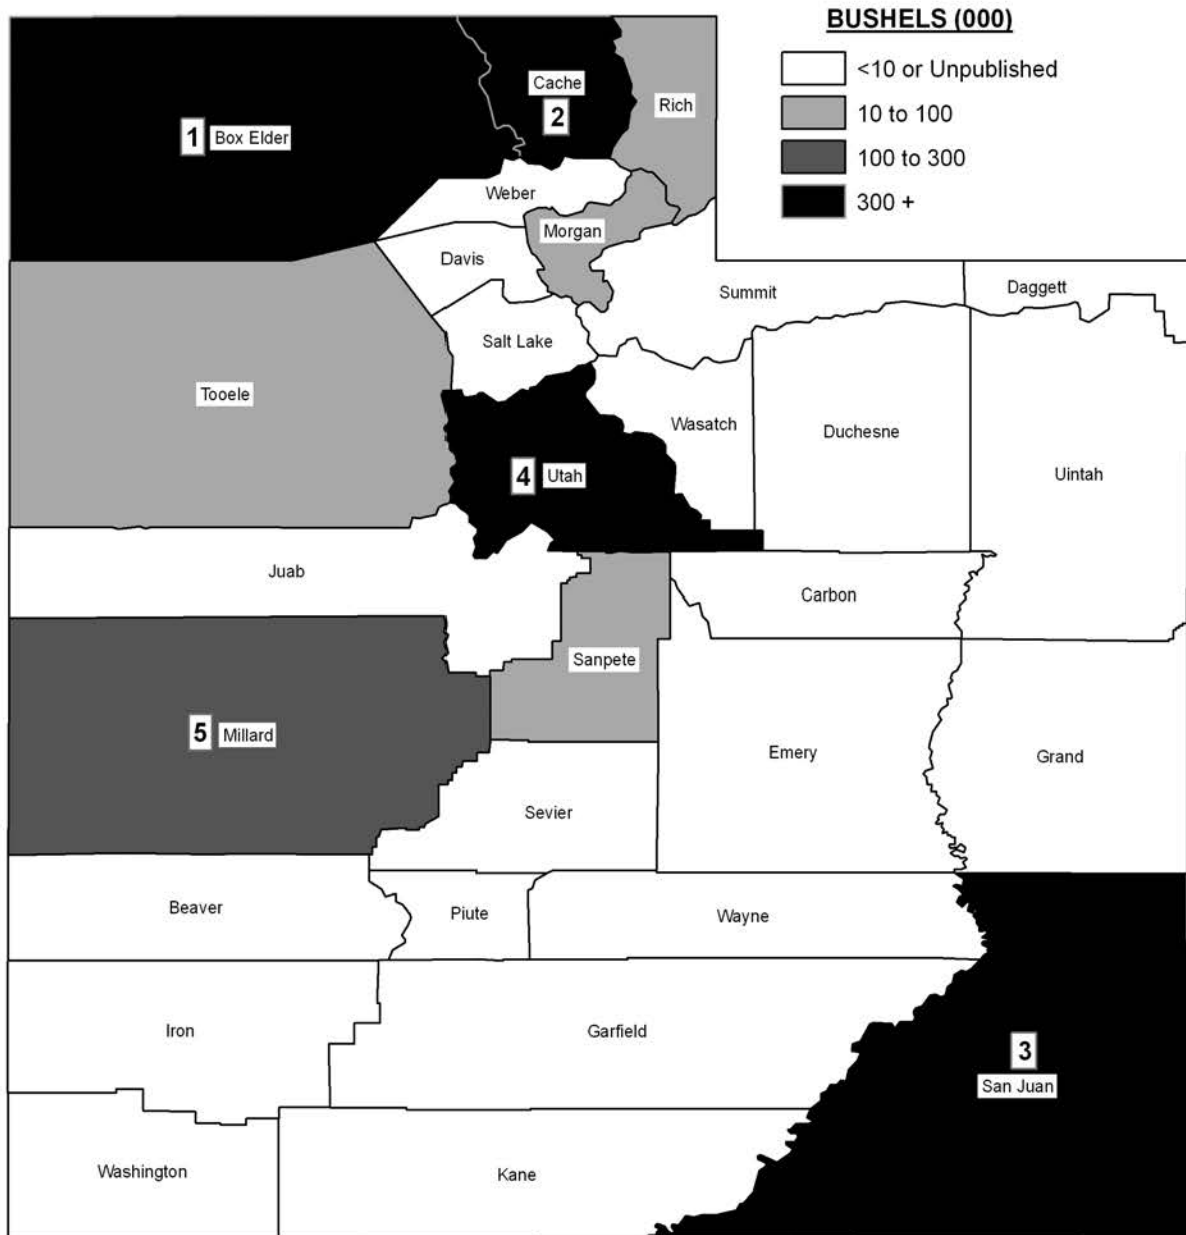 BUSHELS (000)
<10 or Unpublished
10 to 100
100 to 300
300 +
Cache
2
Rich
1 Box Elder
Weber
Morgan
Davis
Summit
Daggett
Salt Lake
Tooele
Wasatch
Duchesne
4 Utah
Uintah
Juab
Carbon
Sanpete
5 Millard
Emery
Grand
Sevier
Beaver
Piute
Wayne
Iron
Garfield
3
San Juan
Washington
Kane